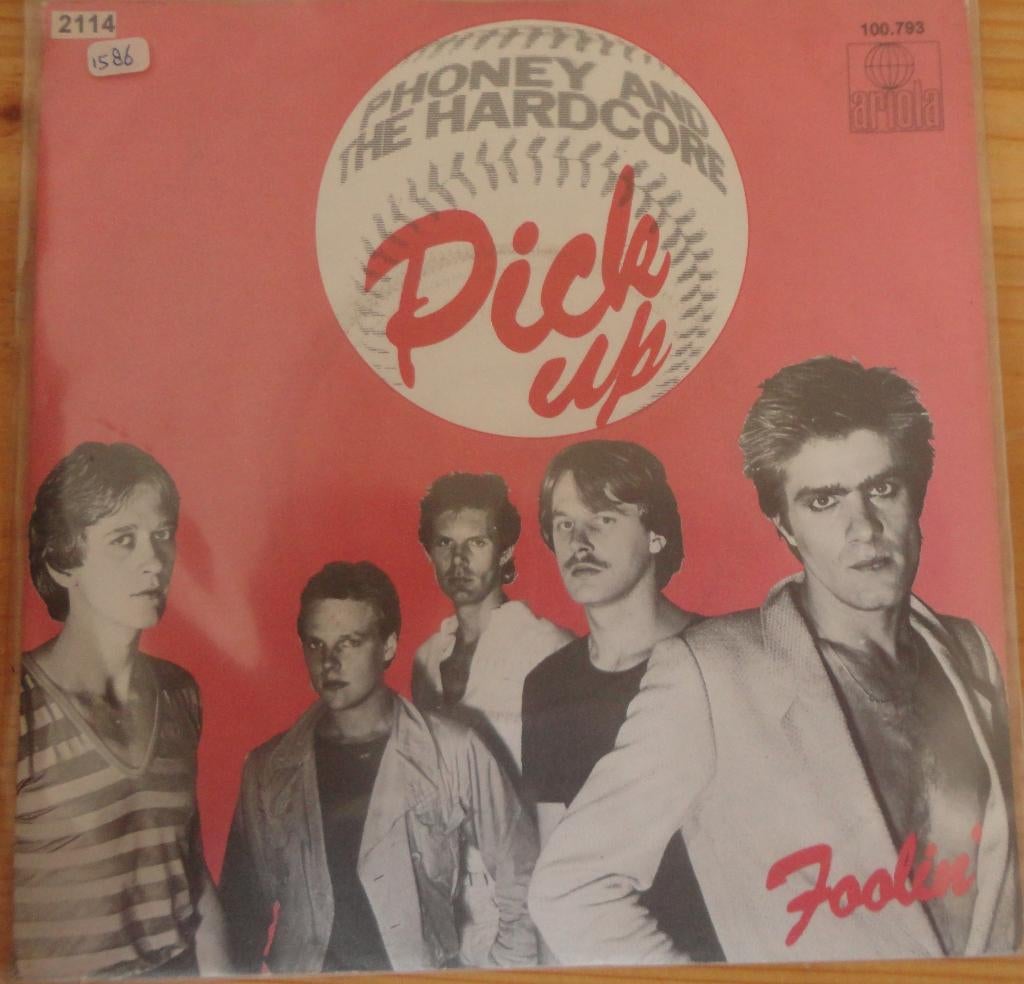 2114
1586
100.793
ariola
PHONEY AND
THE HARDCORE
Pick
up
Foolin'